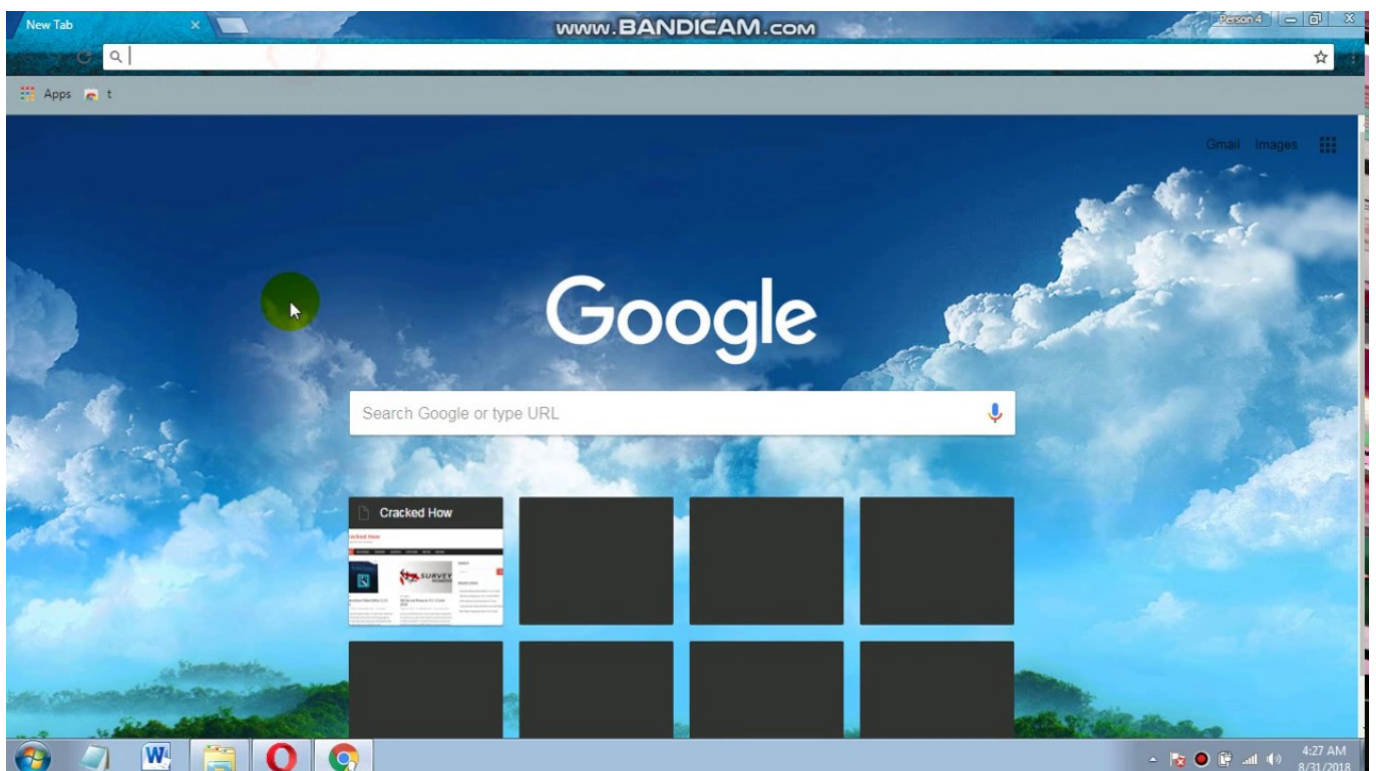 New Tab
www.BANDICAM.com
Person 4
Apps
t
Gmail Images
Google
Search Google or type URL
Cracked How
SURVEY
4:27 AM
8/31/2018